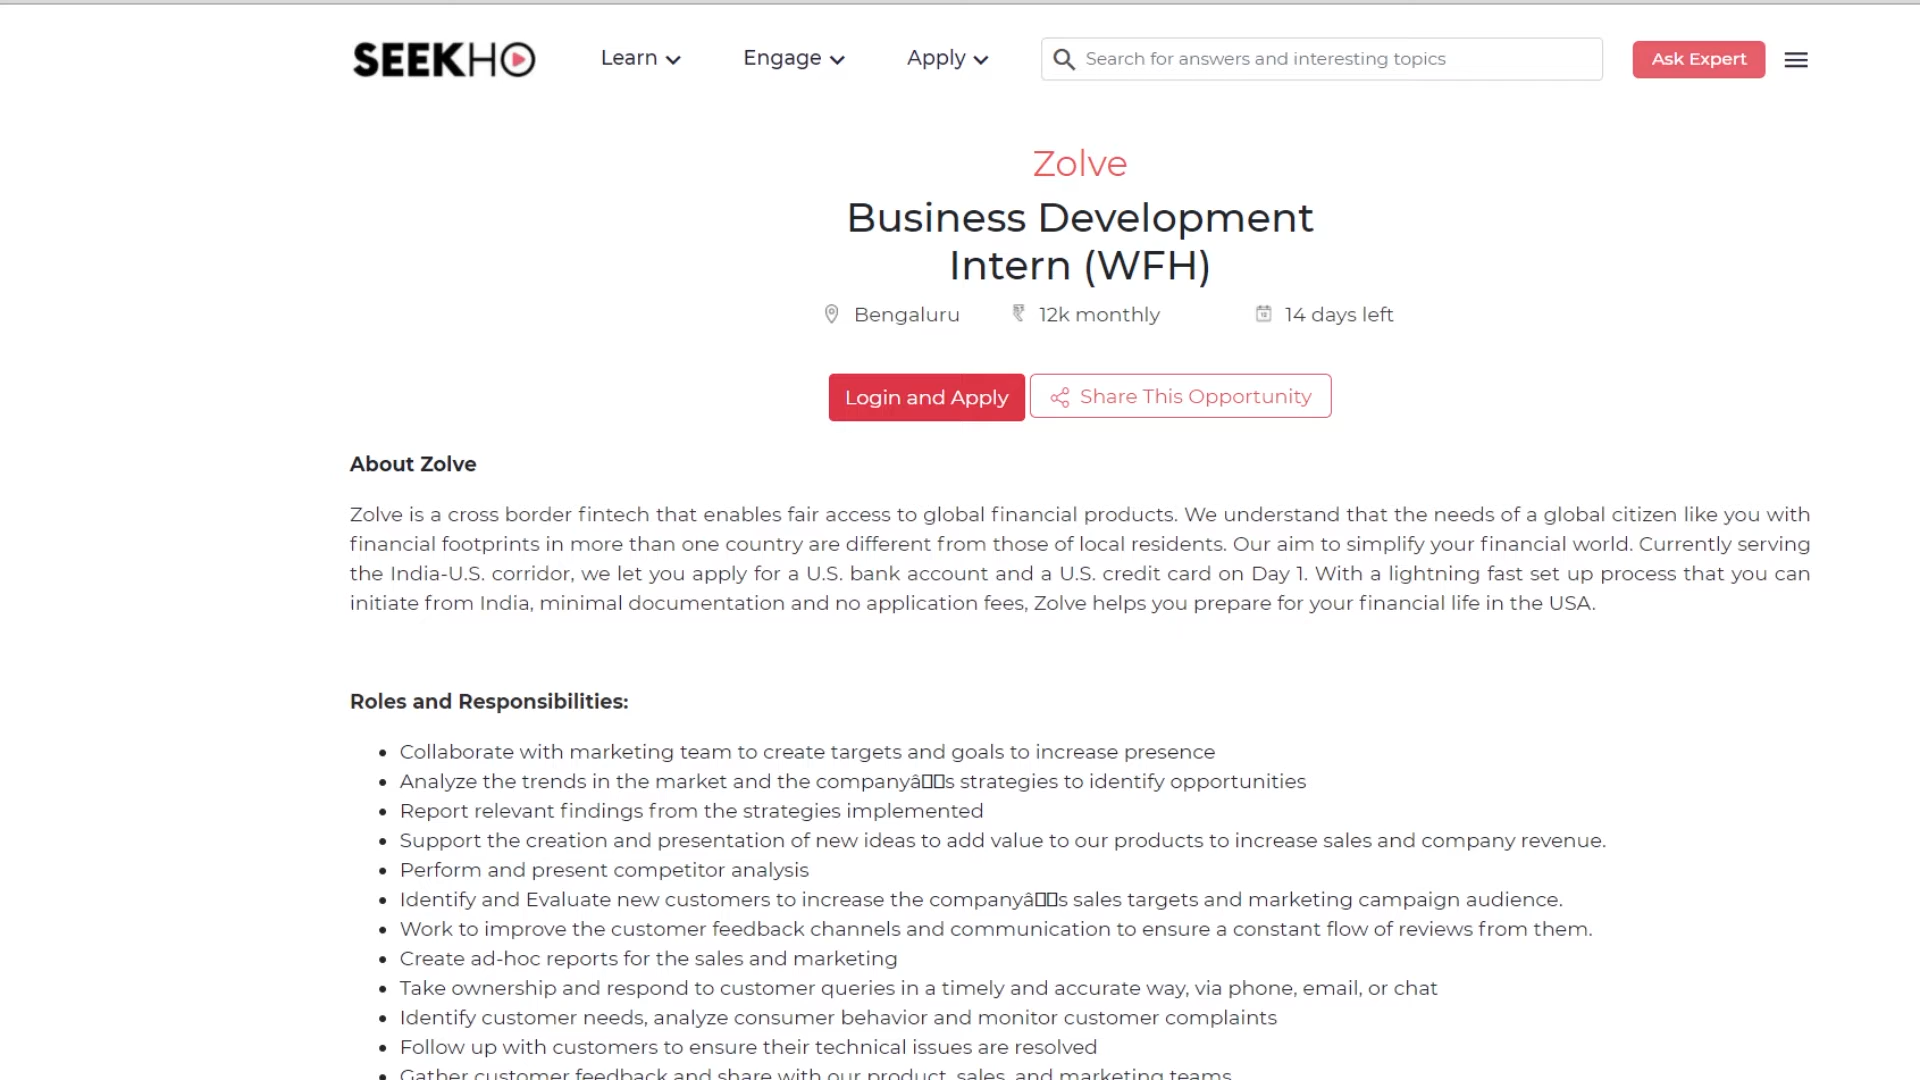 SEEKHO Learn Engage Apply Search for answers and interesting topics Ask Expert
Zolve
Business Development
Intern (WFH)
Bengaluru 12k monthly 14 days left
Login and Apply Share This Opportunity
About Zolve
Zolve is a cross border fintech that enables fair access to global financial products. We understand that the needs of a global citizen like you with
financial footprints in more than one country are different from those of local residents. Our aim to simplify your financial world. Currently serving
the India-U.S. corridor, we let you apply for a U.S. bank account and a U.S. credit card on Day 1. With a lightning fast set up process that you can
initiate from India, minimal documentation and no application fees, Zolve helps you prepare for your financial life in the USA.
Roles and Responsibilities:
• Collaborate with marketing team to create targets and goals to increase presence
• Analyze the trends in the market and the companyâ▯▯s strategies to identify opportunities
• Report relevant findings from the strategies implemented
• Support the creation and presentation of new ideas to add value to our products to increase sales and company revenue.
• Perform and present competitor analysis
• Identify and Evaluate new customers to increase the companyâ▯▯s sales targets and marketing campaign audience.
• Work to improve the customer feedback channels and communication to ensure a constant flow of reviews from them.
• Create ad-hoc reports for the sales and marketing
• Take ownership and respond to customer queries in a timely and accurate way, via phone, email, or chat
• Identify customer needs, analyze consumer behavior and monitor customer complaints
• Follow up with customers to ensure their technical issues are resolved
• Gather customer feedback and share with our product, sales, and marketing teams